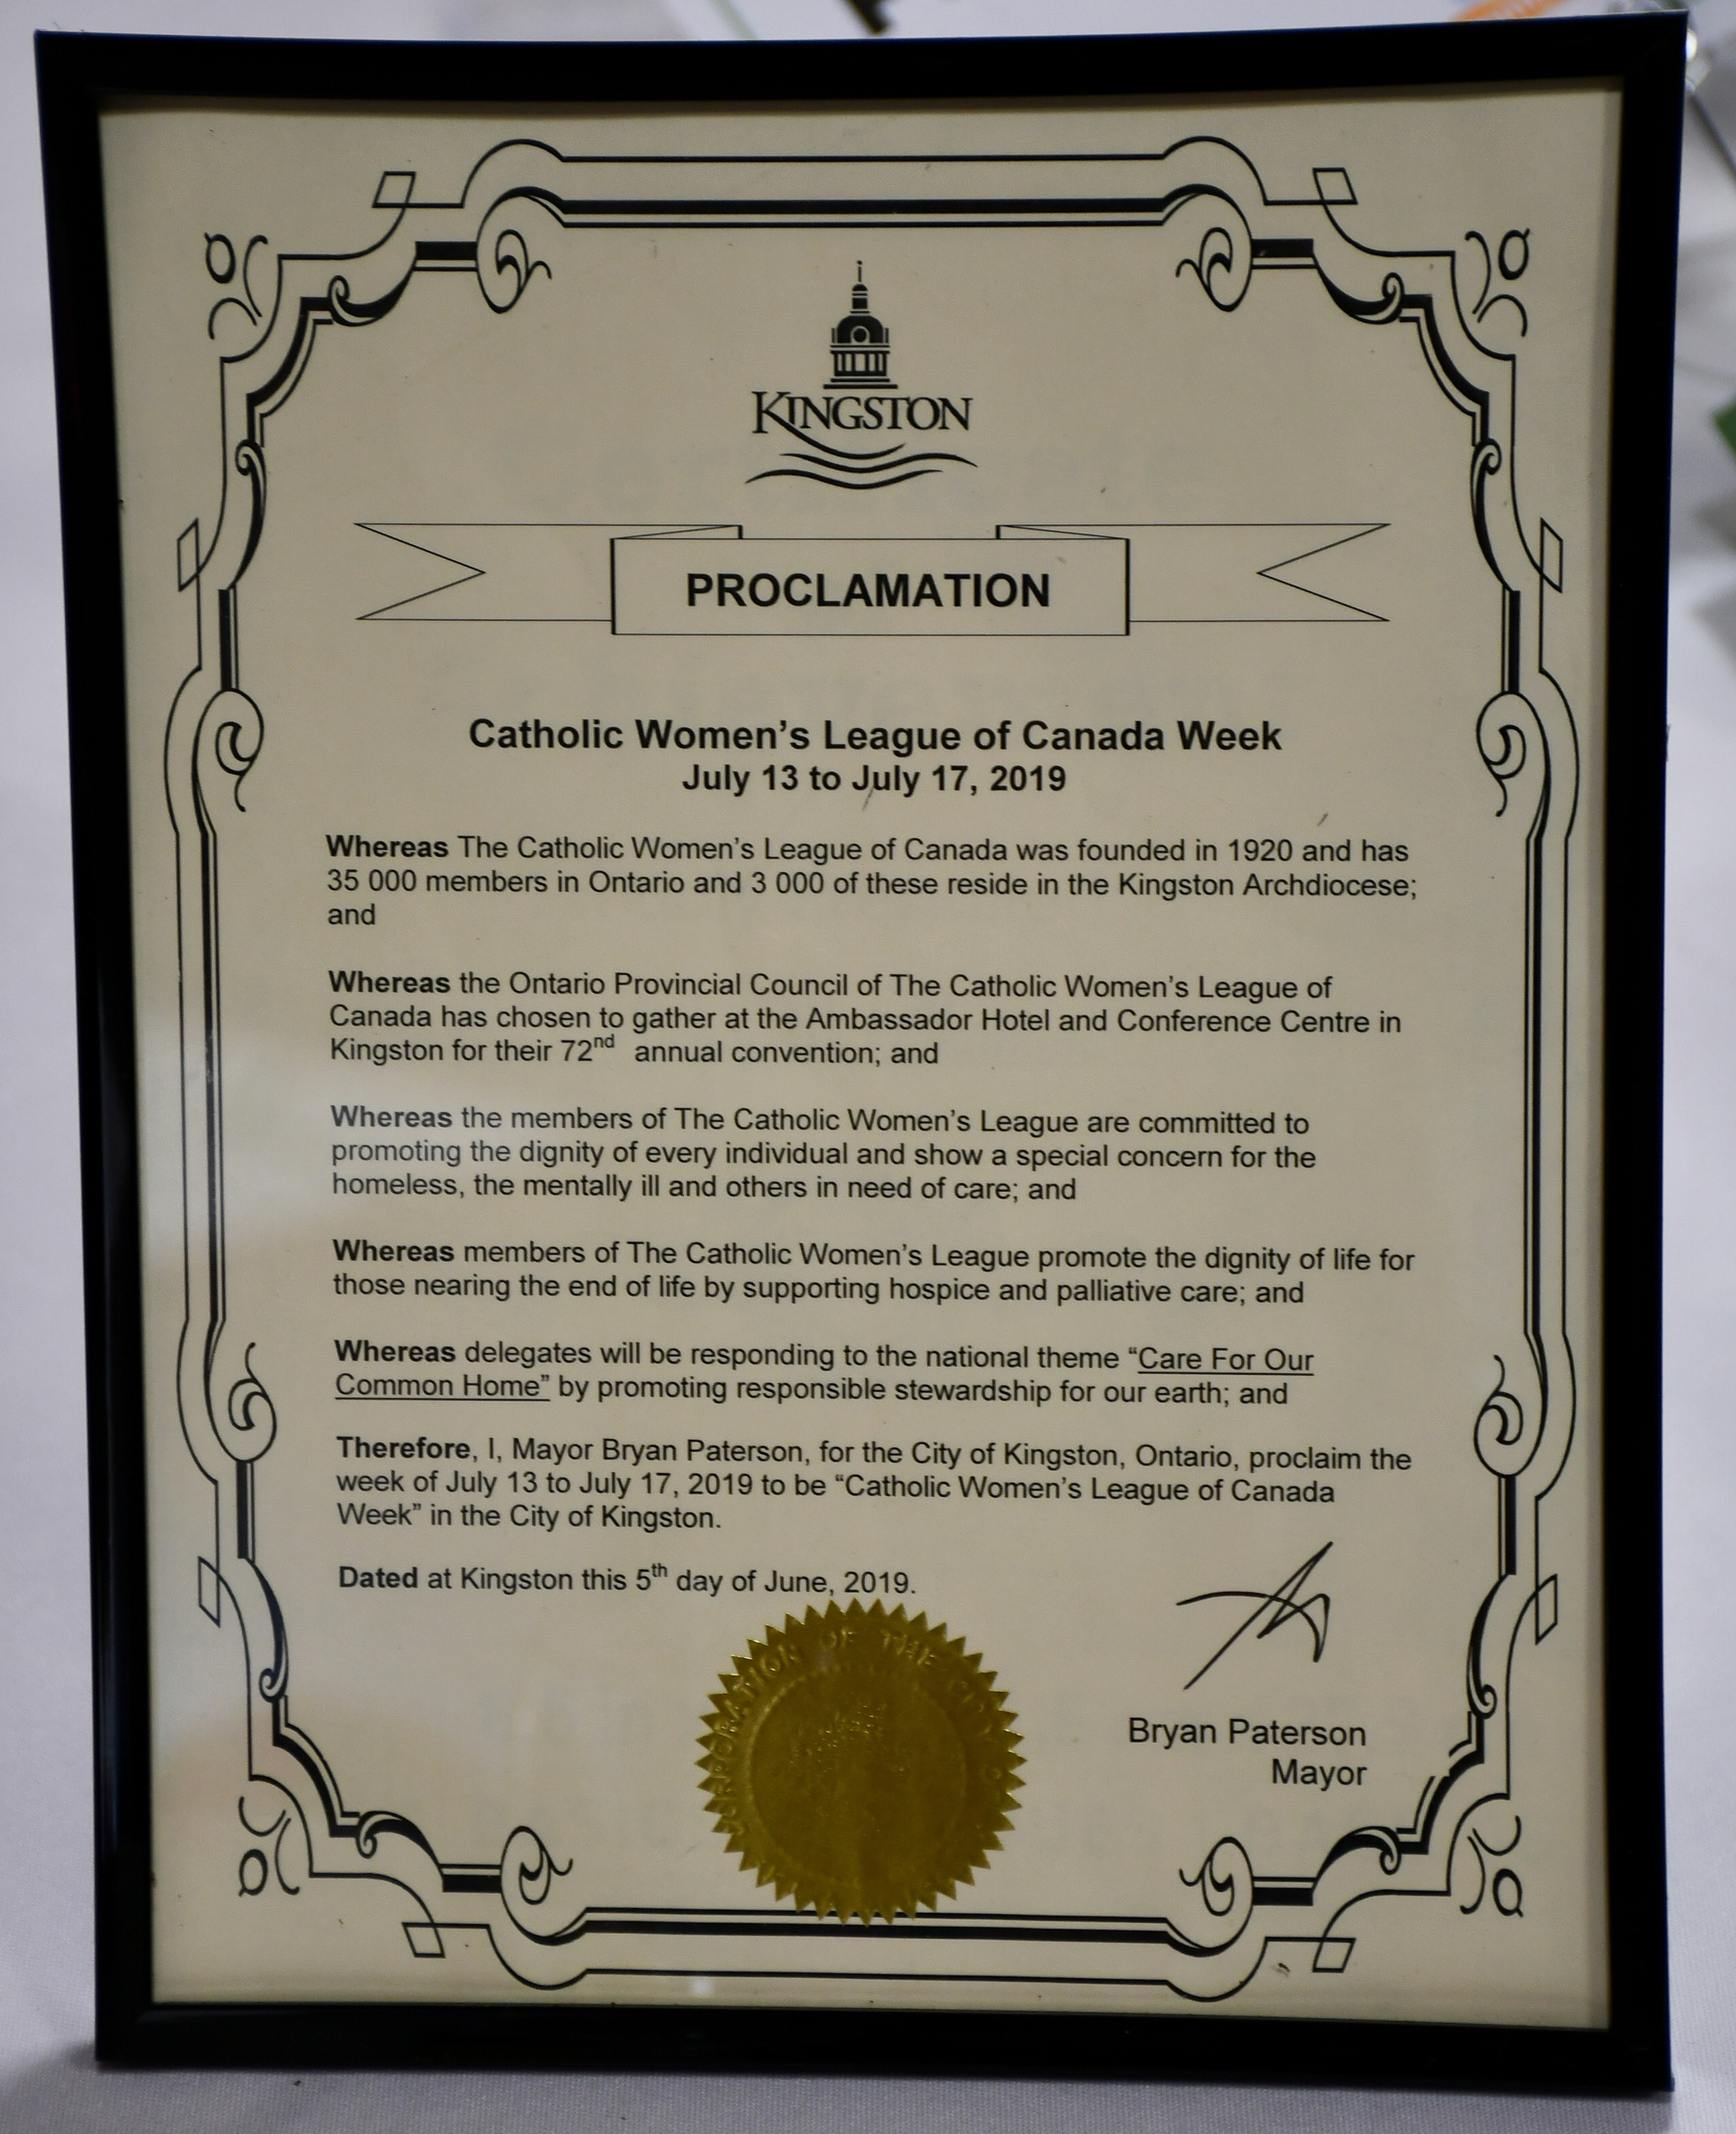 KINGSTON
PROCLAMATION
Catholic Women's League of Canada Week
July 13 to July 17, 2019
Whereas The Catholic Women's League of Canada was founded in 1920 and has
35 000 members in Ontario and 3 000 of these reside in the Kingston Archdiocese;
and
Whereas the Ontario Provincial Council of The Catholic Women's League of
Canada has chosen to gather at the Ambassador Hotel and Conference Centre in
Kingston for their 72nd annual convention; and
Whereas the members of The Catholic Women's League are committed to
promoting the dignity of every individual and show a special concern for the
homeless, the mentally ill and others in need of care; and
Whereas members of The Catholic Women's League promote the dignity of life for
those nearing the end of life by supporting hospice and palliative care; and
Whereas delegates will be responding to the national theme “Care For Our
Common Home” by promoting responsible stewardship for our earth; and
Therefore, I, Mayor Bryan Paterson, for the City of Kingston, Ontario, proclaim the
week of July 13 to July 17, 2019 to be “Catholic Women's League of Canada
Week” in the City of Kingston.
Dated at Kingston this 5th day of June, 2019.
CORPORATION OF THE CITY
Bryan Paterson
Mayor